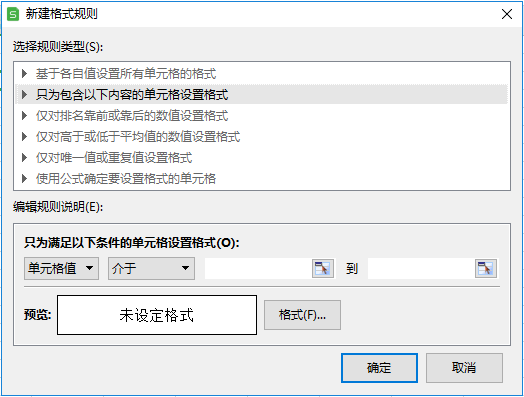 新建格式规则
选择规则类型(S):
基于各自值设置所有单元格的格式
只为包含以下内容的单元格设置格式
仅对排名靠前或靠后的数值设置格式
仅对高于或低于平均值的数值设置格式
仅对唯一值或重复值设置格式
使用公式确定要设置格式的单元格
编辑规则说明(E):
只为满足以下条件的单元格设置格式(O):
单元格值 介于 到
预览: 未设定格式 格式(F)...
确定 取消